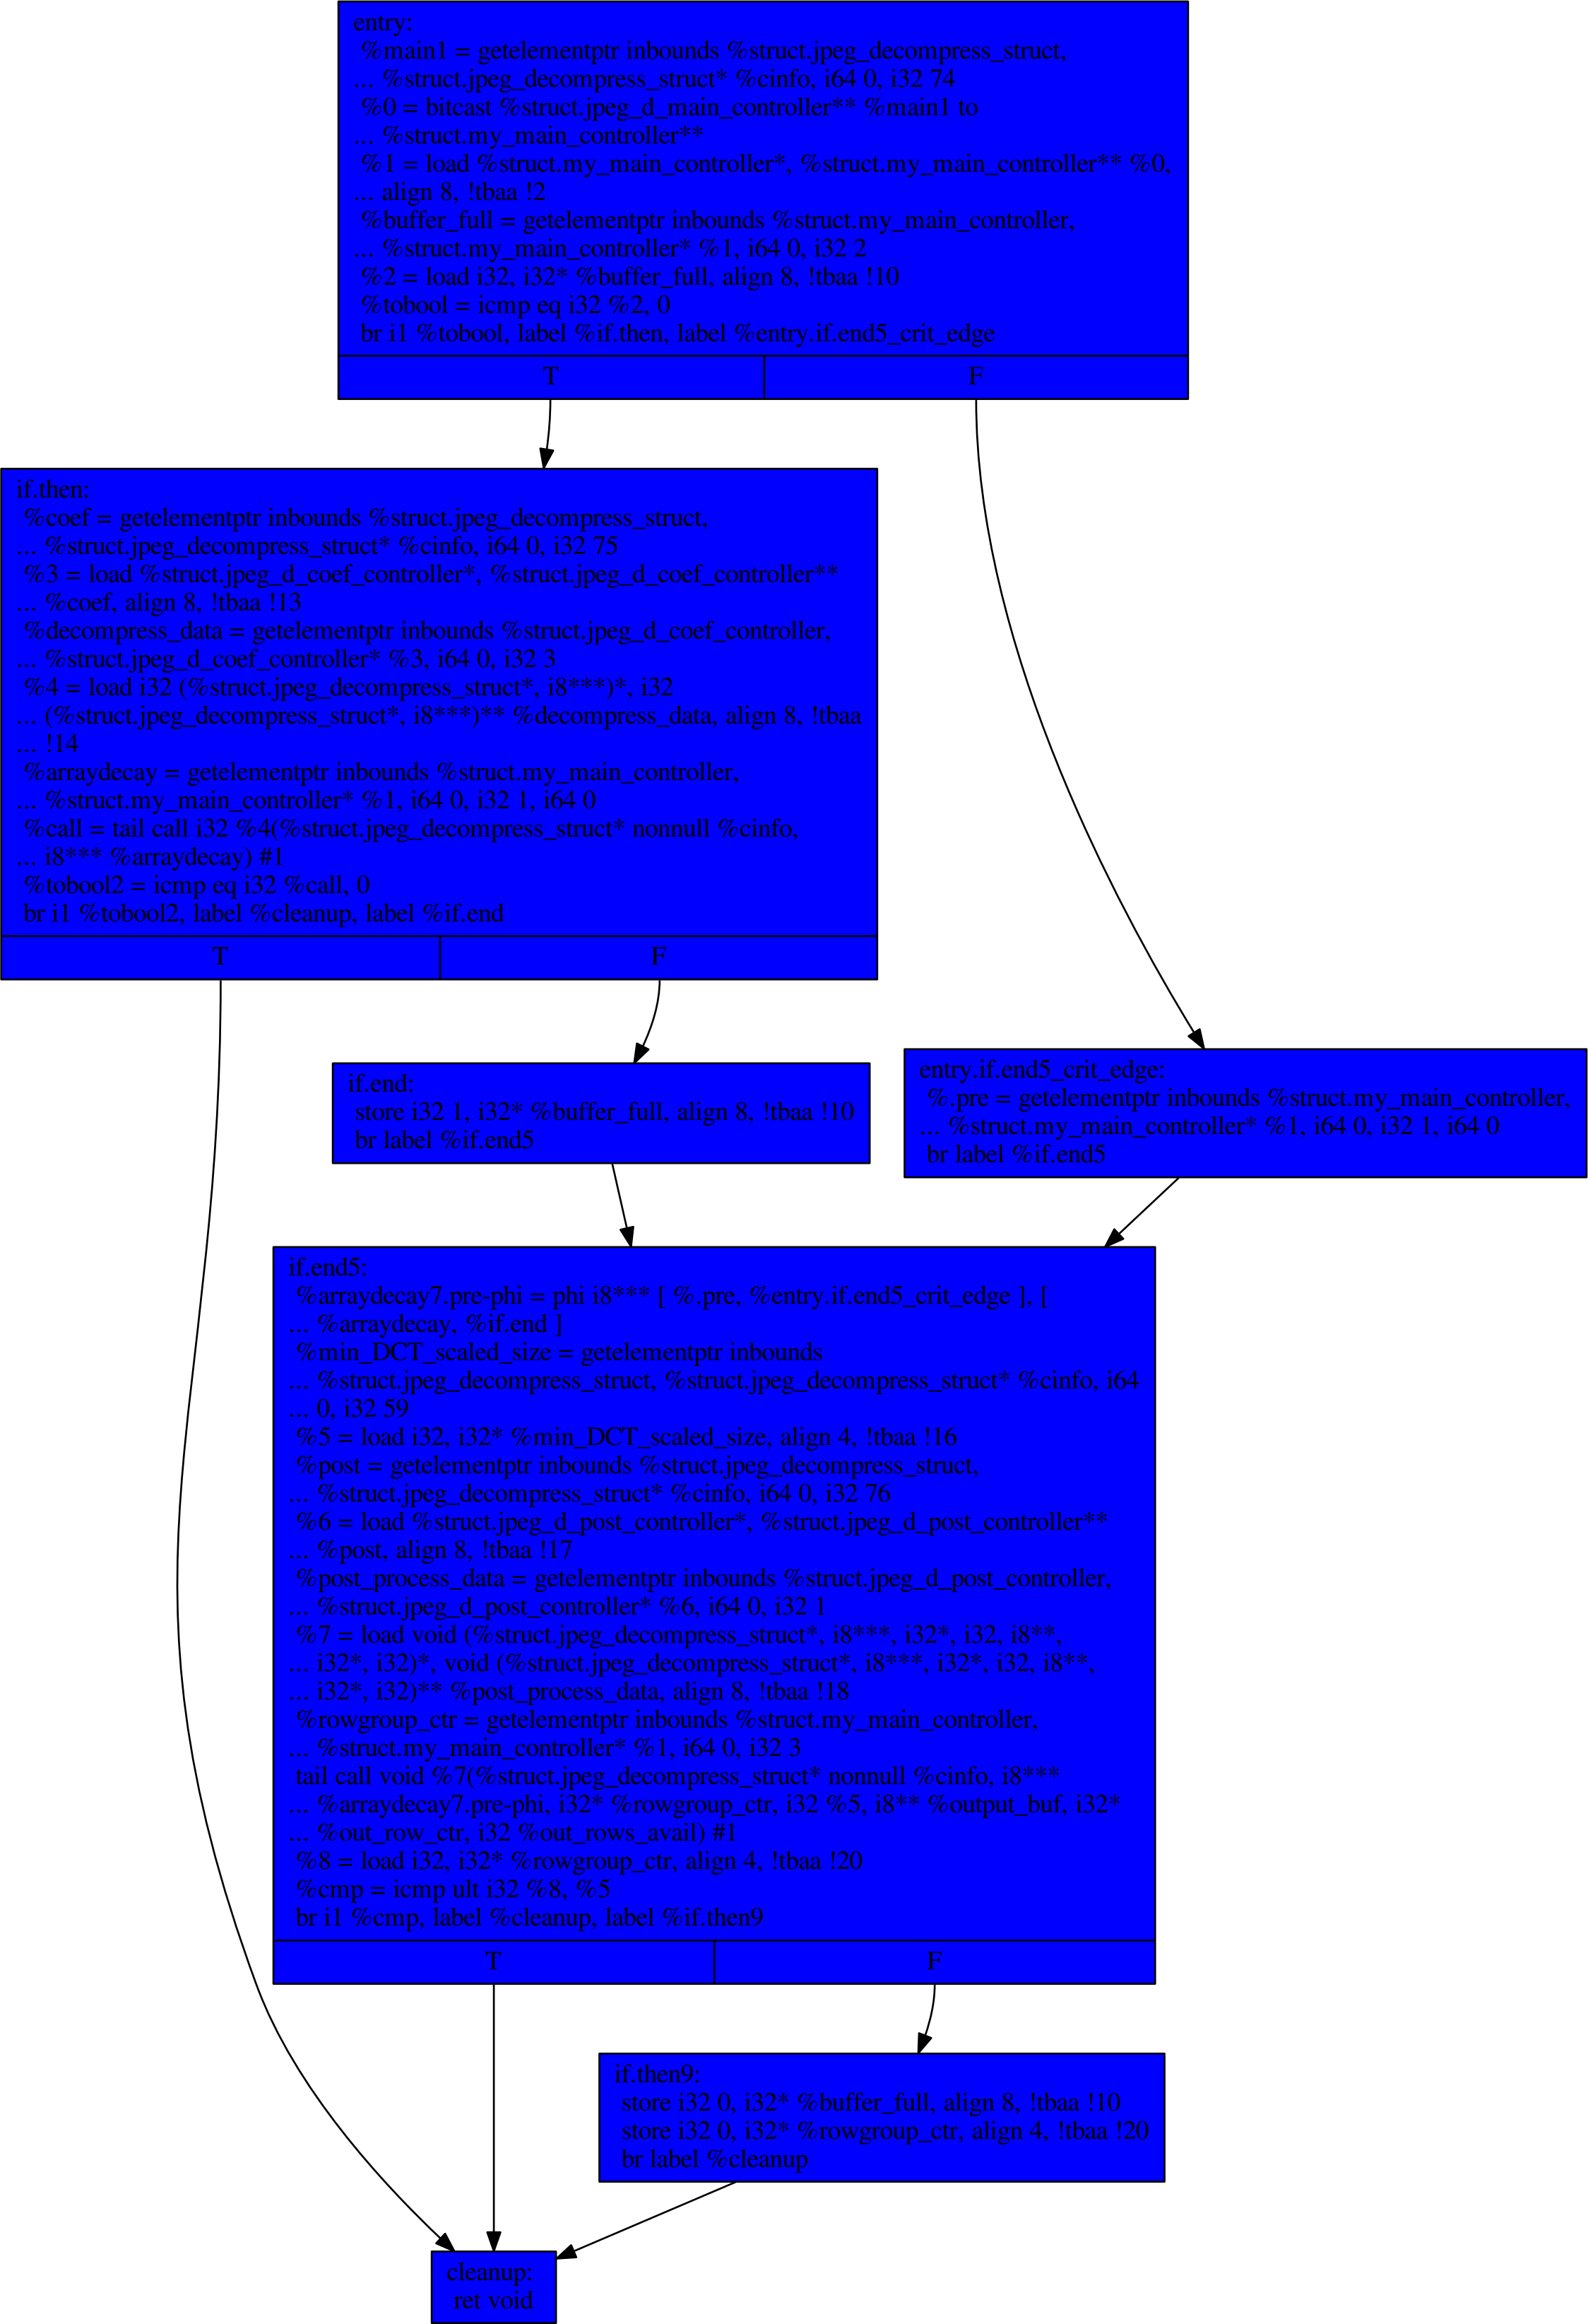 entry:
%main1 = getelementptr inbounds %struct.jpeg_decompress_struct,
... %struct.jpeg_decompress_struct* %cinfo, i64 0, i32 74
%0 = bitcast %struct.jpeg_d_main_controller** %main1 to
... %struct.my_main_controller**
%1 = load %struct.my_main_controller*, %struct.my_main_controller** %0,
... align 8, !tbaa !2
%buffer_full = getelementptr inbounds %struct.my_main_controller,
... %struct.my_main_controller* %1, i64 0, i32 2
%2 = load i32, i32* %buffer_full, align 8, !tbaa !10
%tobool = icmp eq i32 %2, 0
br i1 %tobool, label %if.then, label %entry.if.end5_crit_edge
T
F
if.then:
%coef = getelementptr inbounds %struct.jpeg_decompress_struct,
... %struct.jpeg_decompress_struct* %cinfo, i64 0, i32 75
%3 = load %struct.jpeg_d_coef_controller*, %struct.jpeg_d_coef_controller**
... %coef, align 8, !tbaa !13
%decompress_data = getelementptr inbounds %struct.jpeg_d_coef_controller,
... %struct.jpeg_d_coef_controller* %3, i64 0, i32 3
%4 = load i32 (%struct.jpeg_decompress_struct*, i8***)*, i32
... (%struct.jpeg_decompress_struct*, i8***)** %decompress_data, align 8, !tbaa
... !14
%arraydecay = getelementptr inbounds %struct.my_main_controller,
... %struct.my_main_controller* %1, i64 0, i32 1, i64 0
%call = tail call i32 %4(%struct.jpeg_decompress_struct* nonnull %cinfo,
... i8*** %arraydecay) #1
%tobool2 = icmp eq i32 %call, 0
br i1 %tobool2, label %cleanup, label %if.end
T
F
if.end:
store i32 1, i32* %buffer_full, align 8, !tbaa !10
br label %if.end5
entry.if.end5_crit_edge:
%.pre = getelementptr inbounds %struct.my_main_controller,
... %struct.my_main_controller* %1, i64 0, i32 1, i64 0
br label %if.end5
if.end5:
%arraydecay7.pre-phi = phi i8*** [ %.pre, %entry.if.end5_crit_edge ], [
... %arraydecay, %if.end ]
%min_DCT_scaled_size = getelementptr inbounds
... %struct.jpeg_decompress_struct, %struct.jpeg_decompress_struct* %cinfo, i64
... 0, i32 59
%5 = load i32, i32* %min_DCT_scaled_size, align 4, !tbaa !16
%post = getelementptr inbounds %struct.jpeg_decompress_struct,
... %struct.jpeg_decompress_struct* %cinfo, i64 0, i32 76
%6 = load %struct.jpeg_d_post_controller*, %struct.jpeg_d_post_controller**
... %post, align 8, !tbaa !17
%post_process_data = getelementptr inbounds %struct.jpeg_d_post_controller,
... %struct.jpeg_d_post_controller* %6, i64 0, i32 1
%7 = load void (%struct.jpeg_decompress_struct*, i8***, i32*, i32, i8**,
... i32*, i32)*, void (%struct.jpeg_decompress_struct*, i8***, i32*, i32, i8**,
... i32*, i32)** %post_process_data, align 8, !tbaa !18
%rowgroup_ctr = getelementptr inbounds %struct.my_main_controller,
... %struct.my_main_controller* %1, i64 0, i32 3
tail call void %7(%struct.jpeg_decompress_struct* nonnull %cinfo, i8***
... %arraydecay7.pre-phi, i32* %rowgroup_ctr, i32 %5, i8** %output_buf, i32*
... %out_row_ctr, i32 %out_rows_avail) #1
%8 = load i32, i32* %rowgroup_ctr, align 4, !tbaa !20
%cmp = icmp ult i32 %8, %5
br i1 %cmp, label %cleanup, label %if.then9
T
F
if.then9:
store i32 0, i32* %buffer_full, align 8, !tbaa !10
store i32 0, i32* %rowgroup_ctr, align 4, !tbaa !20
br label %cleanup
cleanup:
ret void